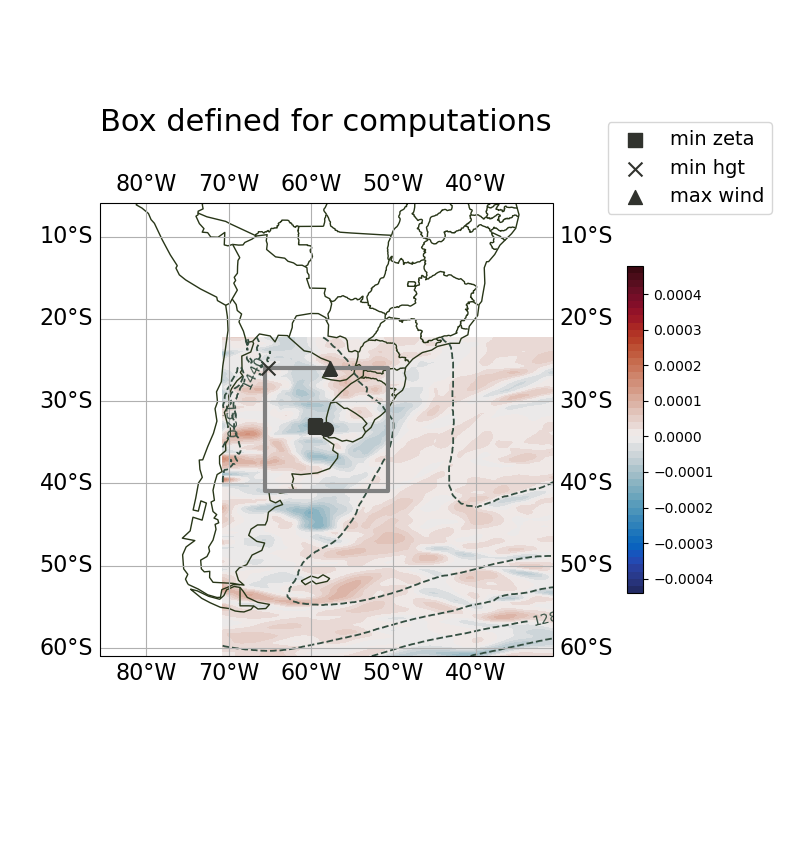 Box defined for computations
min zeta
min hgt
max wind
80°W 70°W 60°W 50°W 40°W
10°S 10°S
20°S 20°S
30°S 30°S
40°S 40°S
50°S 50°S
60°S 60°S
80°W 70°W 60°W 50°W 40°W
1440
128
0.0004
0.0003
0.0002
0.0001
0.0000
−0.0001
−0.0002
−0.0003
−0.0004